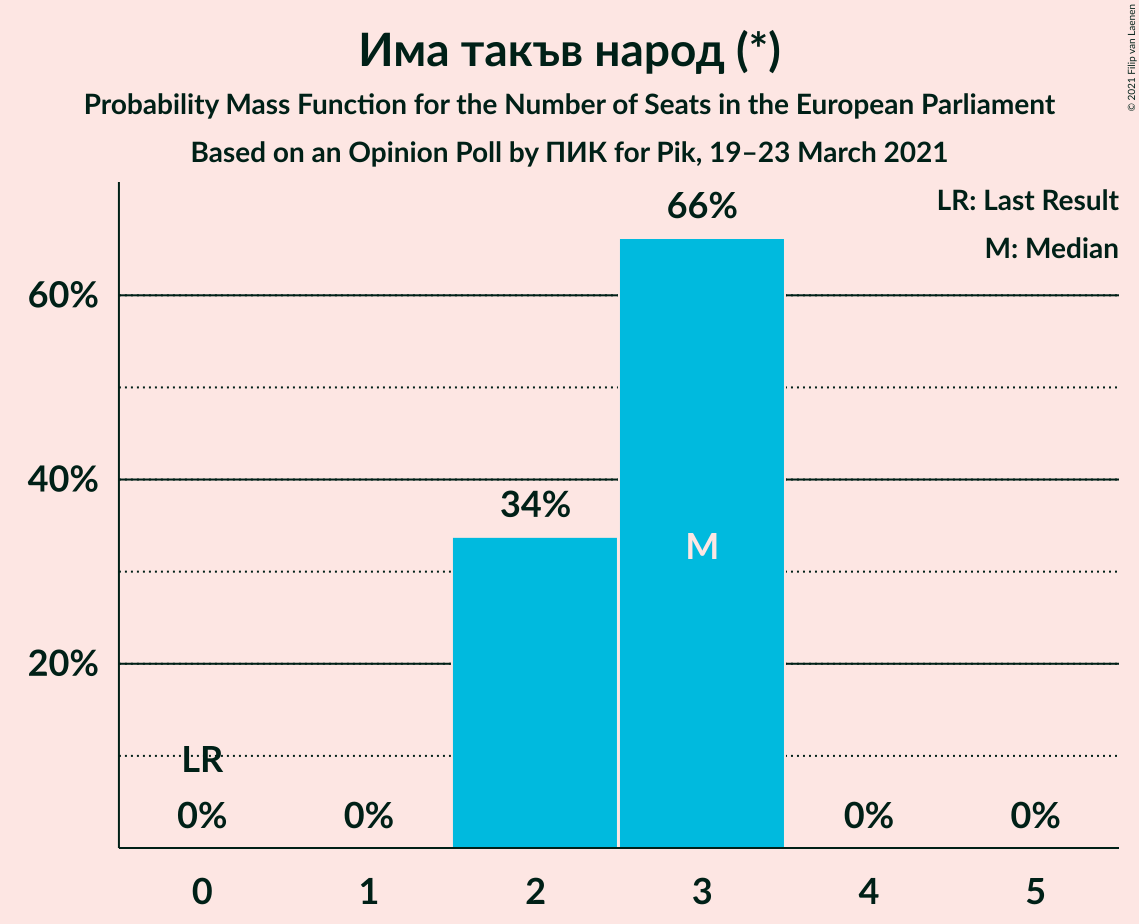 Има такъв народ (*)
Probability Mass Function for the Number of Seats in the European Parliament
Based on an Opinion Poll by ПИК for Pik, 19–23 March 2021
© 2021 Filip van Laenen
LR: Last Result
M: Median
66%
60%
40%
34%
M
20%
LR
0% 0% 0% 0%
0 1 2 3 4 5